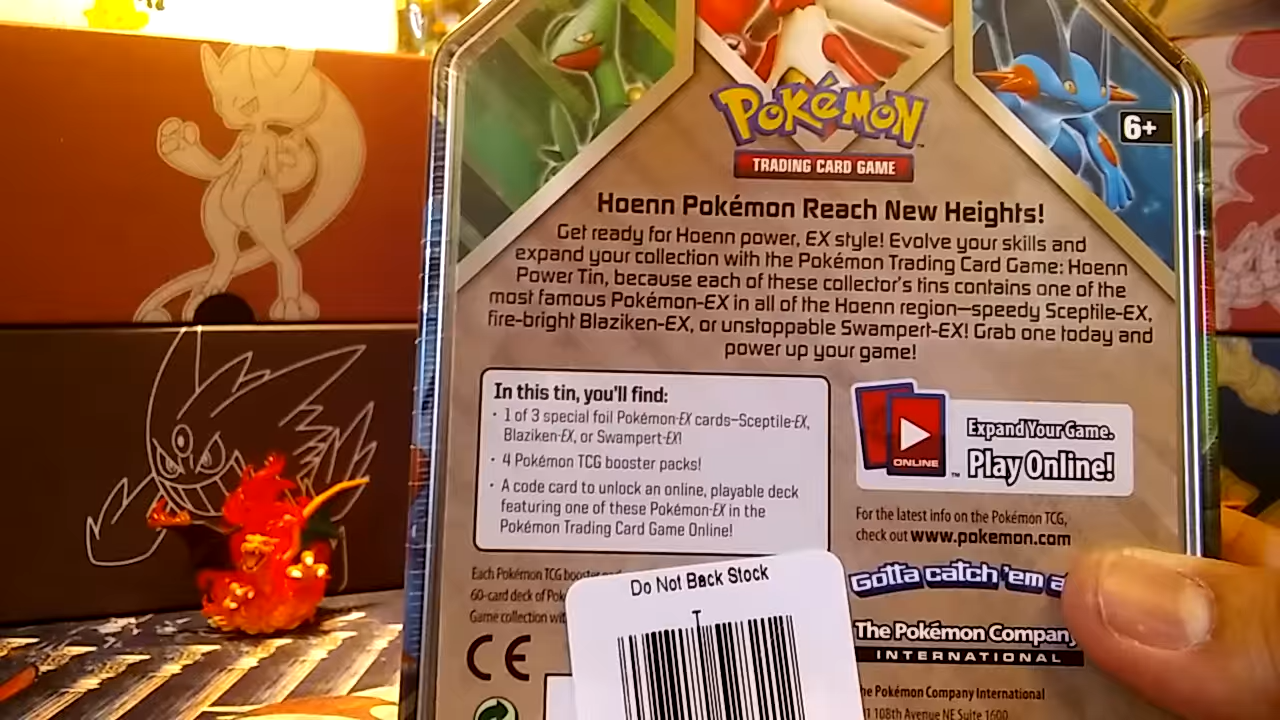 Pokémon
TRADING CARD GAME
6+
Hoenn Pokémon Reach New Heights!
Get ready for Hoenn power, EX style! Evolve your skills and
expand your collection with the Pokémon Trading Card Game: Hoenn
Power Tin, because each of these collector's tins contains one of the
most famous Pokémon-EX in all of the Hoenn region—speedy Sceptile-EX,
fire-bright Blaziken-EX, or unstoppable Swampert-EX! Grab one today and
power up your game!
In this tin, you'll find:
• 1 of 3 special foil Pokémon-EX cards—Sceptile-EX,
Blaziken-EX, or Swampert-EX!
• 4 Pokémon TCG booster packs!
• A code card to unlock an online, playable deck
featuring one of these Pokémon-EX in the
Pokémon Trading Card Game Online!
ONLINE
™
Expand Your Game.
Play Online!
For the latest info on the Pokémon TCG,
check out www.pokemon.com
Gotta catch 'em a
Each Pokémon TCG
60-card deck of
Game collection
CE
Do Not Back Stock
T
The Pokémon Company
INTERNATIONAL
Pokémon Company International
108th Avenue NE Suite 1600